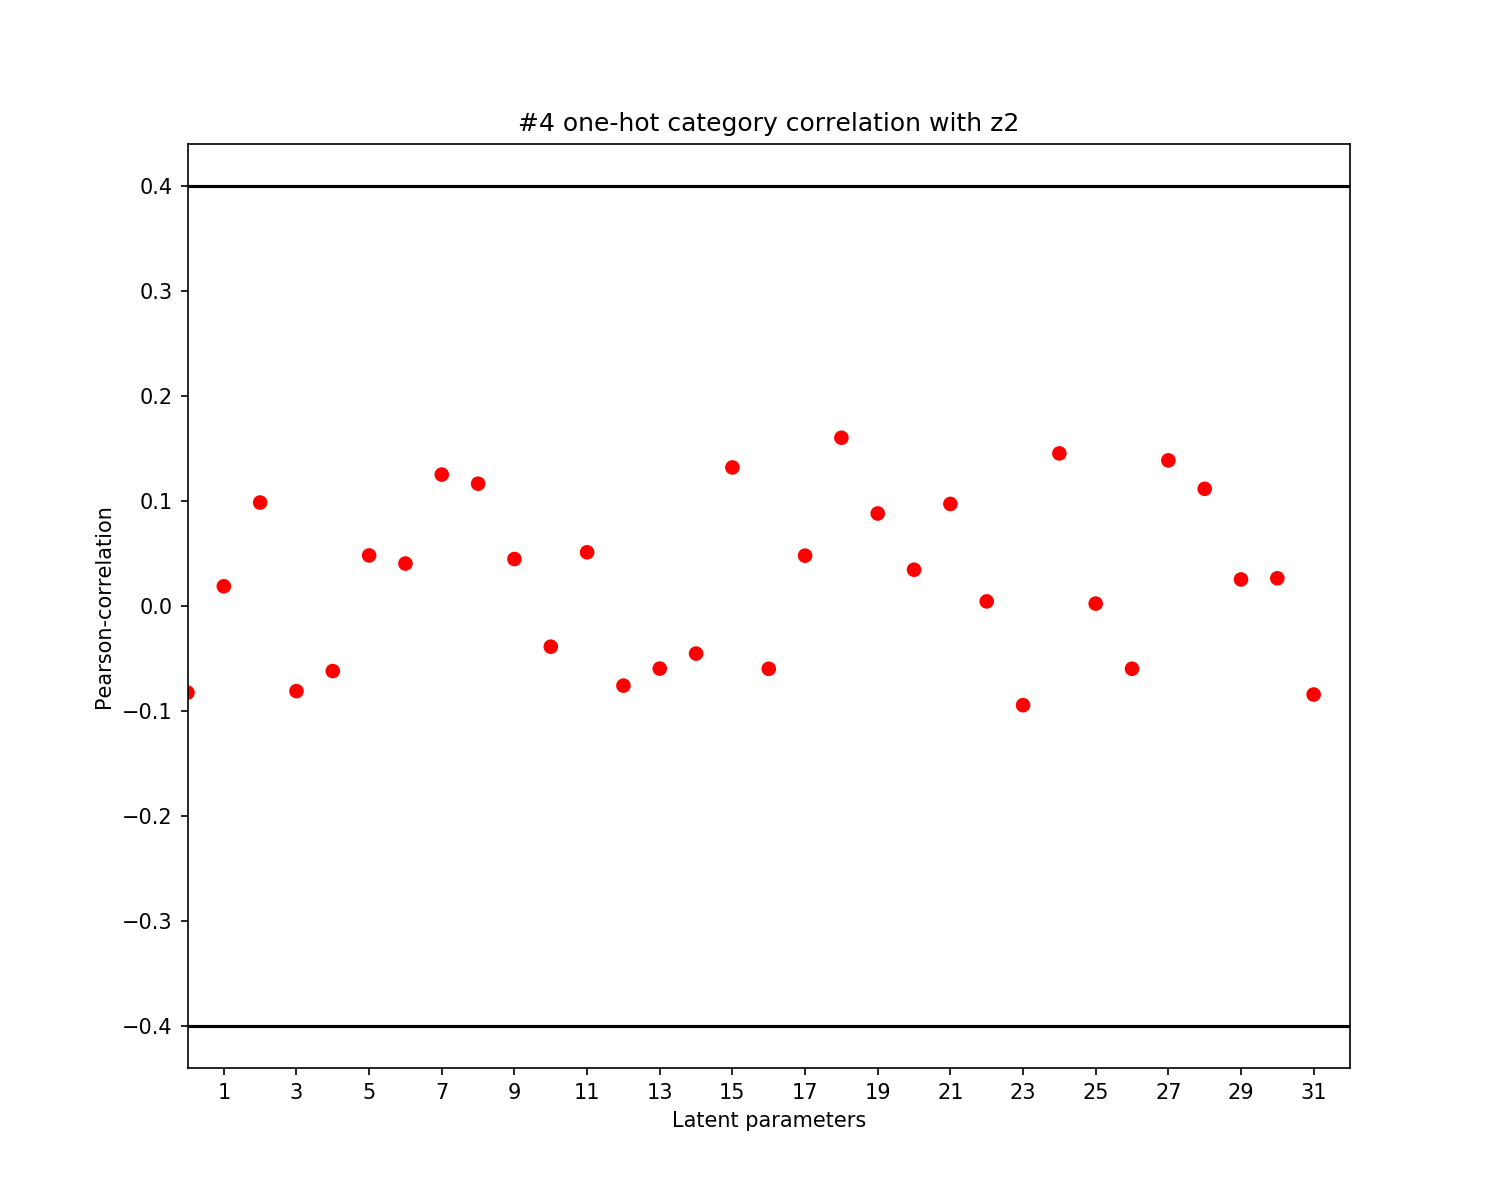 #4 one-hot category correlation with z2
0.4
0.3
0.2
0.1
0.0
−0.1
−0.2
−0.3
−0.4
Pearson-correlation
1 3 5 7 9 11 13 15 17 19 21 23 25 27 29 31
Latent parameters